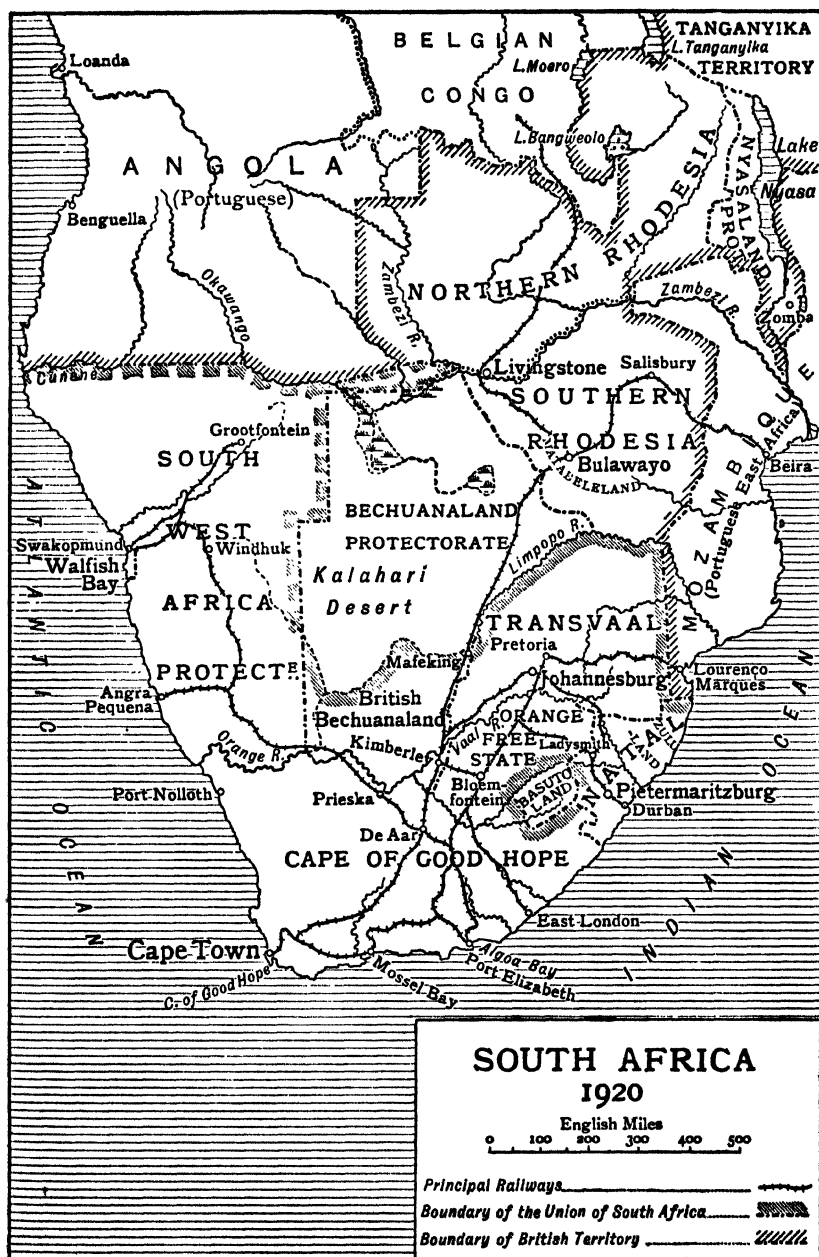 TANGANYIKA
L. Tanganyika
TERRITORY
BELGIAN
CONGO
L. Moero
L. Bangweolo
Loanda
ANGOLA
(Portuguese)
Benguella
Okawango
Cunene
Zambezi R.
NORTHERN RHODESIA
NYASALAND
PROT.
Lake
Nyasa
Zambezi R.
Zomba
Livingstone
Salisbury
SOUTHERN
RHODESIA
MATABELELAND
Bulawayo
MOZAMBIQUE
(Portuguese East Africa)
Beira
Grootfontein
SOUTH
WEST
AFRICA
PROTECTE.
Swakopmund
Walfish
Bay
Windhuk
Angra
Pequena
BECHUANALAND
PROTECTORATE
Kalahari
Desert
Limpopo R.
TRANSVAAL
Pretoria
Mafeking
Johannesburg
Lourenço
Marques
British
Bechuanaland
Vaal R.
ORANGE
FREE
STATE
Ladysmith
ZULU
LAND
NATAL
Kimberley
Orange R.
Bloem-
fontein
BASUTO
LAND
Pietermaritzburg
Durban
Port Nolloth
Prieska
De Aar
CAPE OF GOOD HOPE
East London
Cape Town
C. of Good Hope
Mossel Bay
Algoa Bay
Port Elizabeth
ATLANTIC OCEAN
INDIAN OCEAN
SOUTH AFRICA
1920
English Miles
0 100 200 300 400 500
Principal Railways
Boundary of the Union of South Africa
Boundary of British Territory